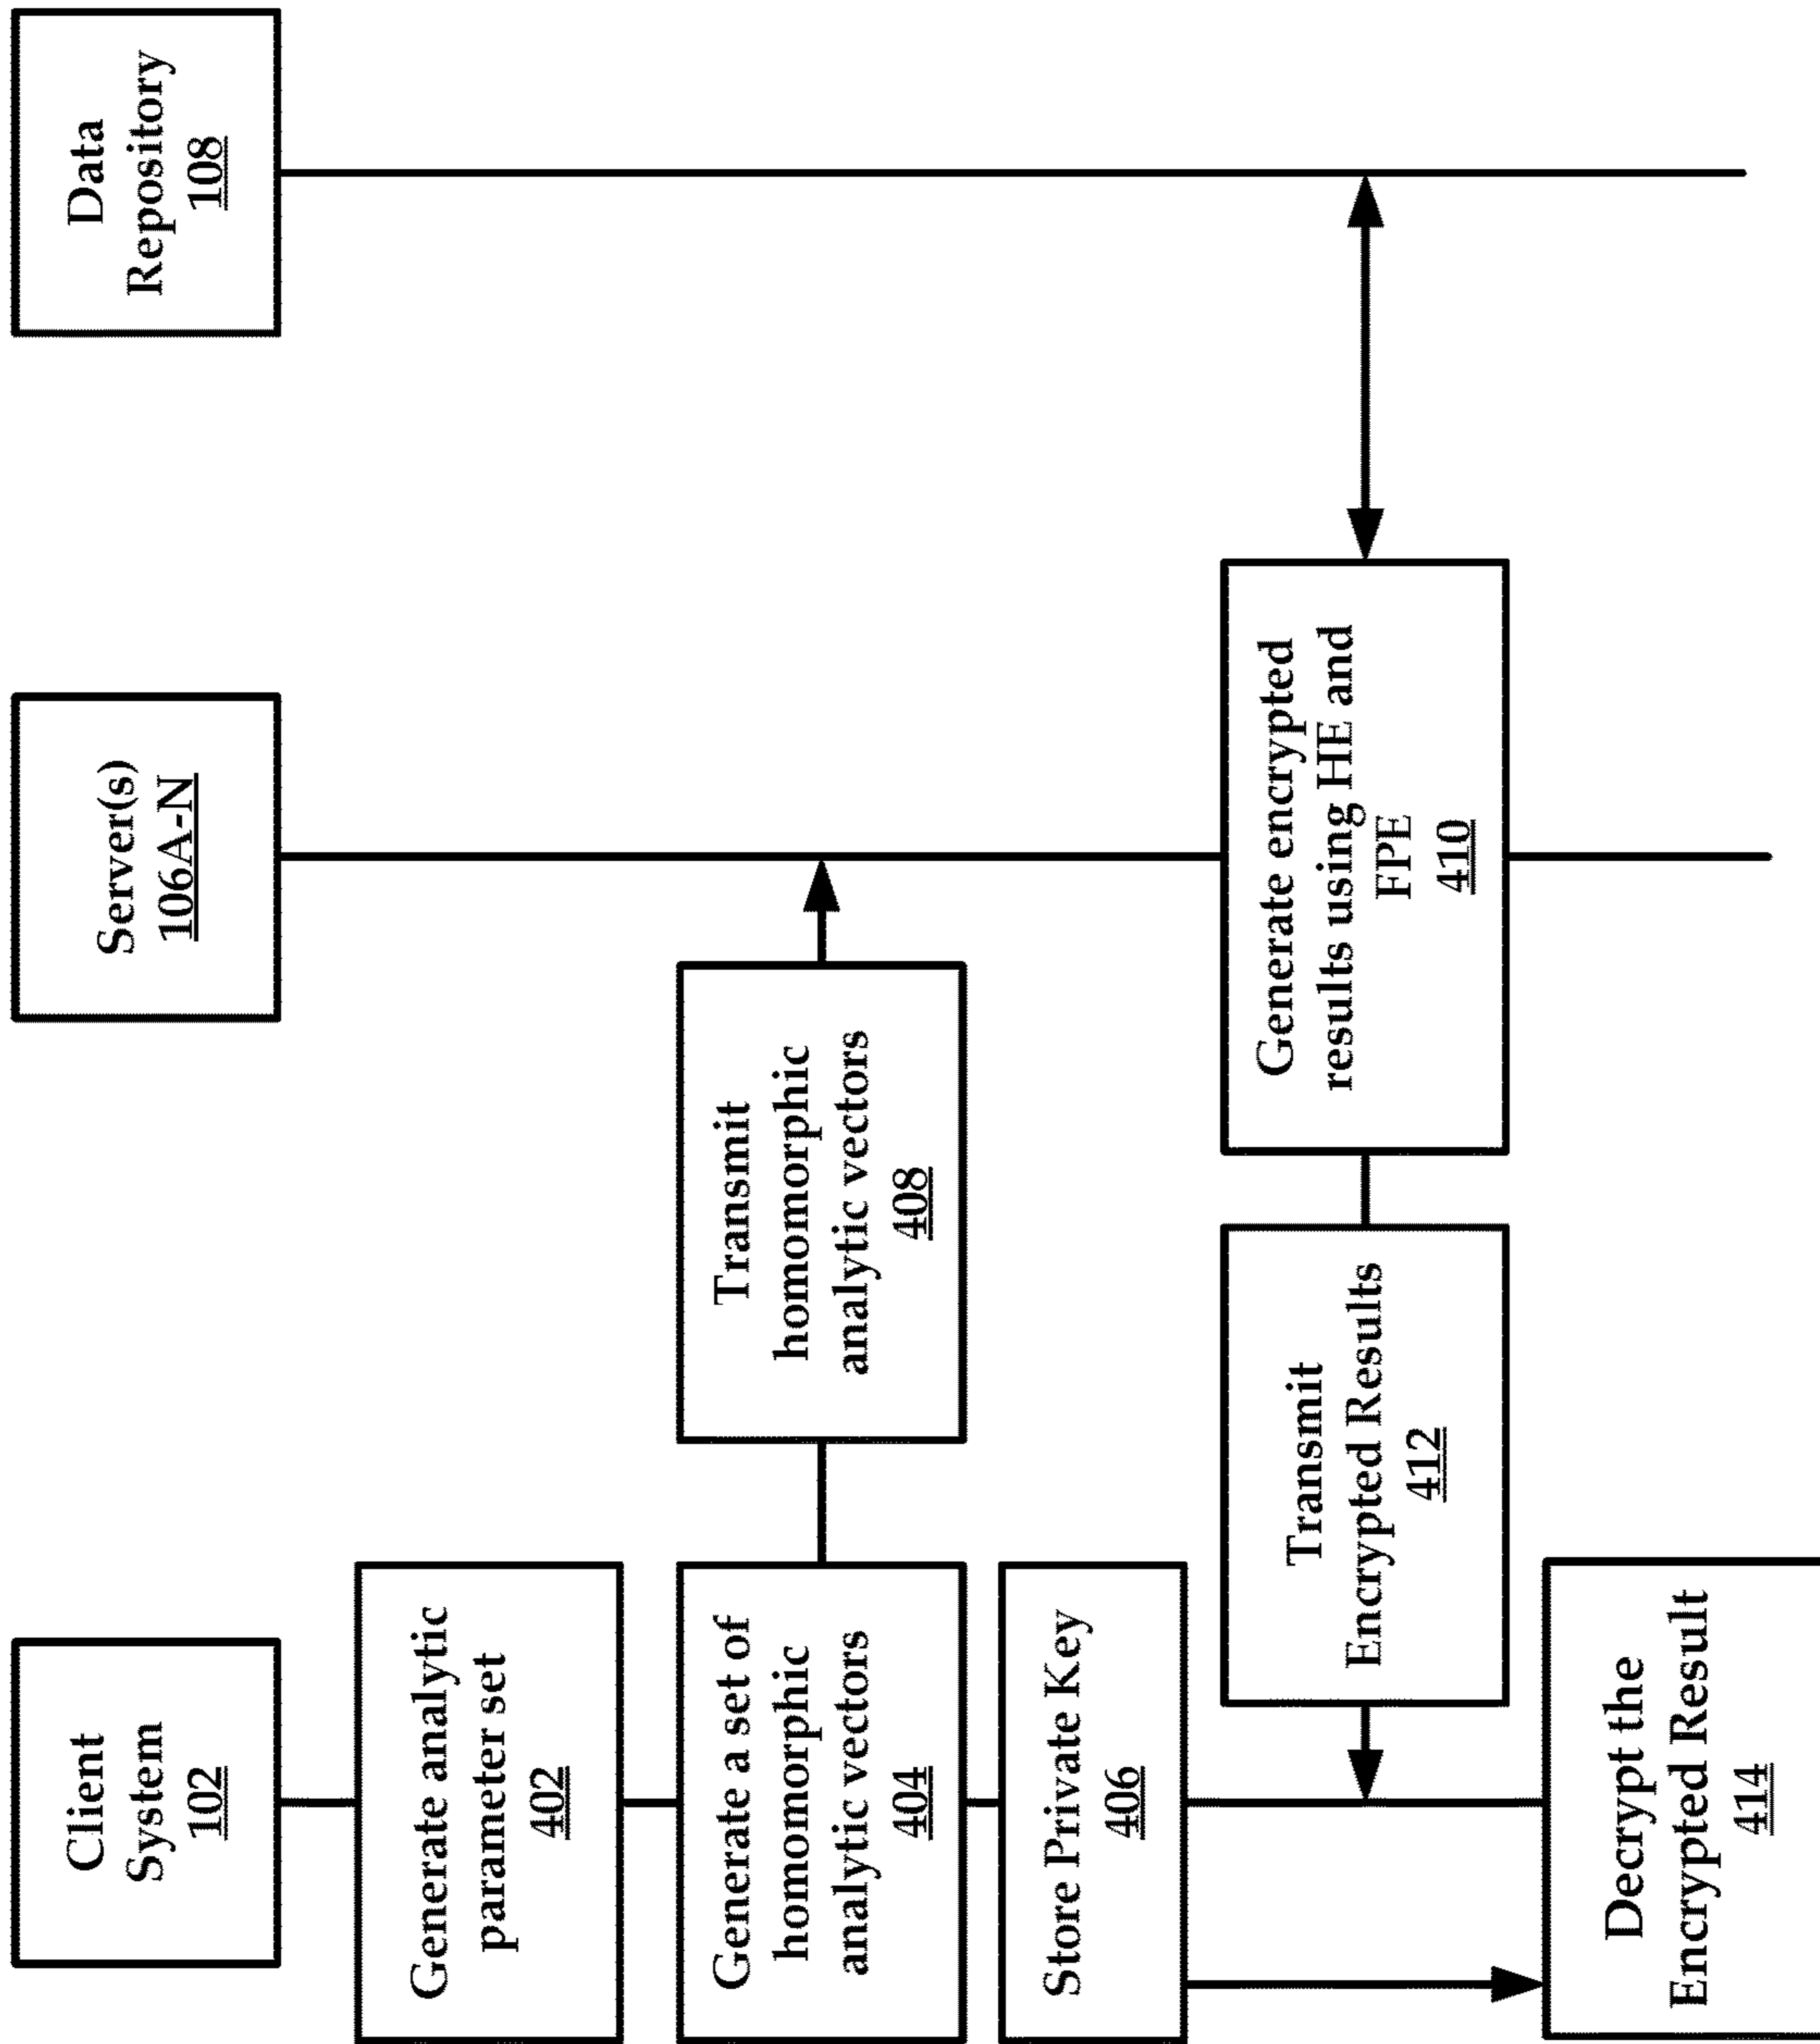 Client
System
102
Server(s)
106A-N
Data
Repository
108
Generate analytic
parameter set
402
Generate a set of
homomorphic
analytic vectors
404
Transmit
homomorphic
analytic vectors
408
Store Private Key
406
Generate encrypted
results using HE and
FPE
410
Transmit
Encrypted Results
412
Decrypt the
Encrypted Result
414